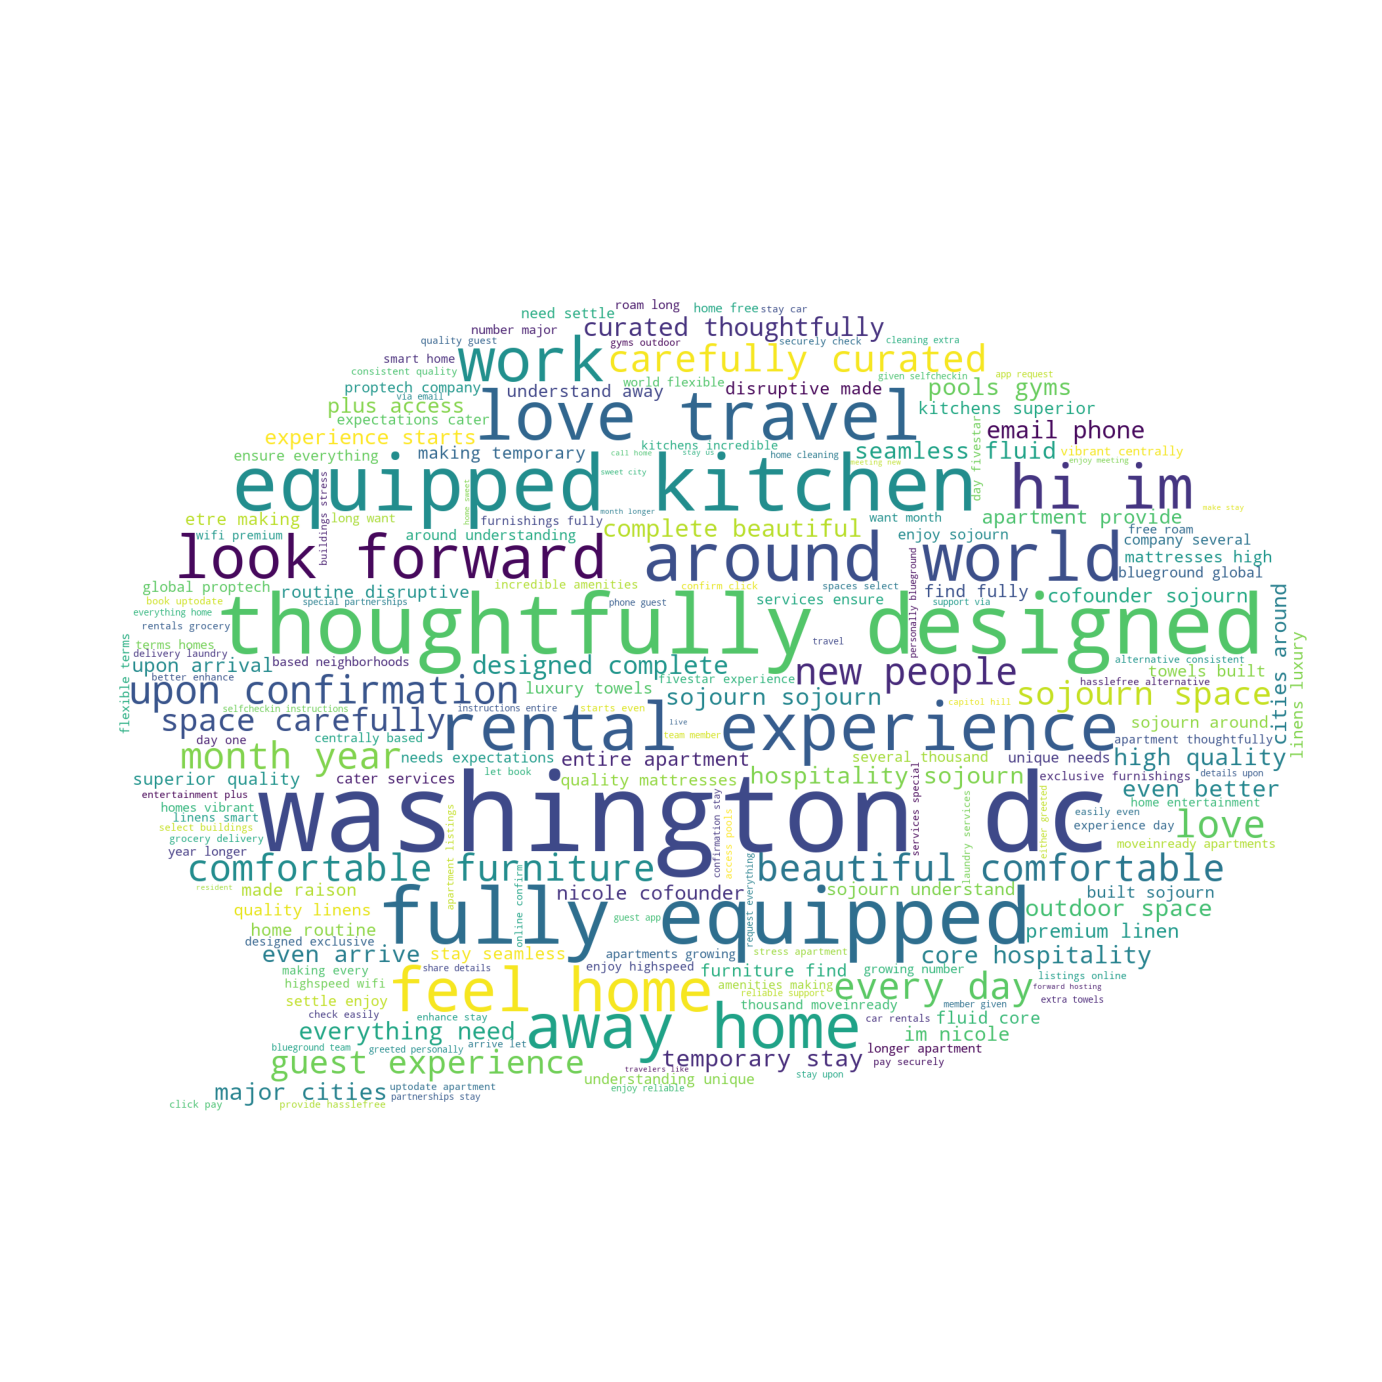 roam long
home free
stay car
need settle
number major
curated thoughtfully
quality guest
work
gyms outdoor
securely check
cleaning extra
smart home
carefully curated
consistent quality
given selfcheckin
app request
proptech company
via email
understand away
world flexible
disruptive made
pools gyms
plus access
love travel
kitchens superior
expectations cater
experience starts
email phone
ensure everything
making temporary
kitchens incredible
call home
stay us
home cleaning
seamless fluid
day fivestar
vibrant centrally
enjoy meeting
meeting new
equipped kitchen
sweet city
home sweet
hi im
buildings stress
month longer
make stay
etre making
long want
furnishings fully
complete beautiful
want month
apartment provide
wifi premium
around understanding
enjoy sojourn
free roam
company several
look forward
around world
mattresses high
blueground global
personally blueground
global proptech
routine disruptive
incredible amenities
confirm click
spaces select
find fully
cofounder sojourn
book uptodate
special partnerships
phone guest
services ensure
support via
everything home
rentals grocery
thoughtfully designed
travel
flexible terms
terms homes
delivery laundry
upon arrival
based neighborhoods
designed complete
new people
alternative consistent
towels built
cities around
linens luxury
better enhance
fivestar experience
hasslefree alternative
upon confirmation
luxury towels
sojourn sojourn
capitol hill
sojourn space
selfcheckin instructions
instructions entire
starts even
space carefully
rental experience
live
team member
sojourn around
day one
centrally based
apartment thoughtfully
month year
needs expectations
entire apartment
several thousand
unique needs
high quality
superior quality
cater services
let book
quality mattresses
hospitality sojourn
exclusive furnishings
details upon
entertainment plus
even better
homes vibrant
washington dc
home entertainment
linens smart
confirmation stay
access pools
services special
laundry services
either greeted
easily even
select buildings
apartment listings
experience day
love
grocery delivery
year longer
moveinready apartments
comfortable furniture
beautiful comfortable
resident
made raison
online confirm
nicole cofounder
request everything
sojourn understand
built sojourn
quality linens
fully equipped
guest app
outdoor space
home routine
premium linen
designed exclusive
even arrive
stay seamless
apartments growing
stress apartment
core hospitality
making every
share details
enjoy highspeed
furniture find
growing number
listings online
highspeed wifi
feel home
amenities making
reliable support
every day
forward hosting
settle enjoy
thousand moveinready
member given
extra towels
check easily
enhance stay
away home
car rentals
fluid core
everything need
im nicole
blueground team
greeted personally
arrive let
longer apartment
guest experience
temporary stay
pay securely
travelers like
understanding unique
stay upon
major cities
uptodate apartment
partnerships stay
enjoy reliable
click pay
provide hasslefree